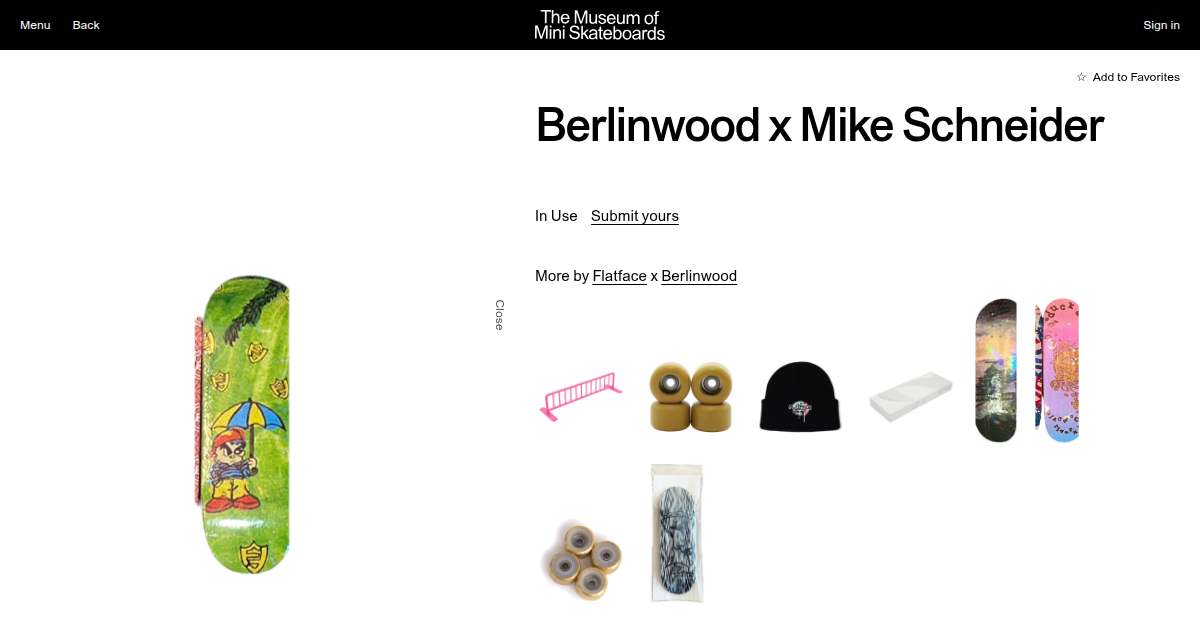 Menu
Back
The Museum of
Mini Skateboards
Sign in
☆ Add to Favorites
Berlinwood x Mike Schneider
In Use
Submit yours
More by Flatface x Berlinwood
Close